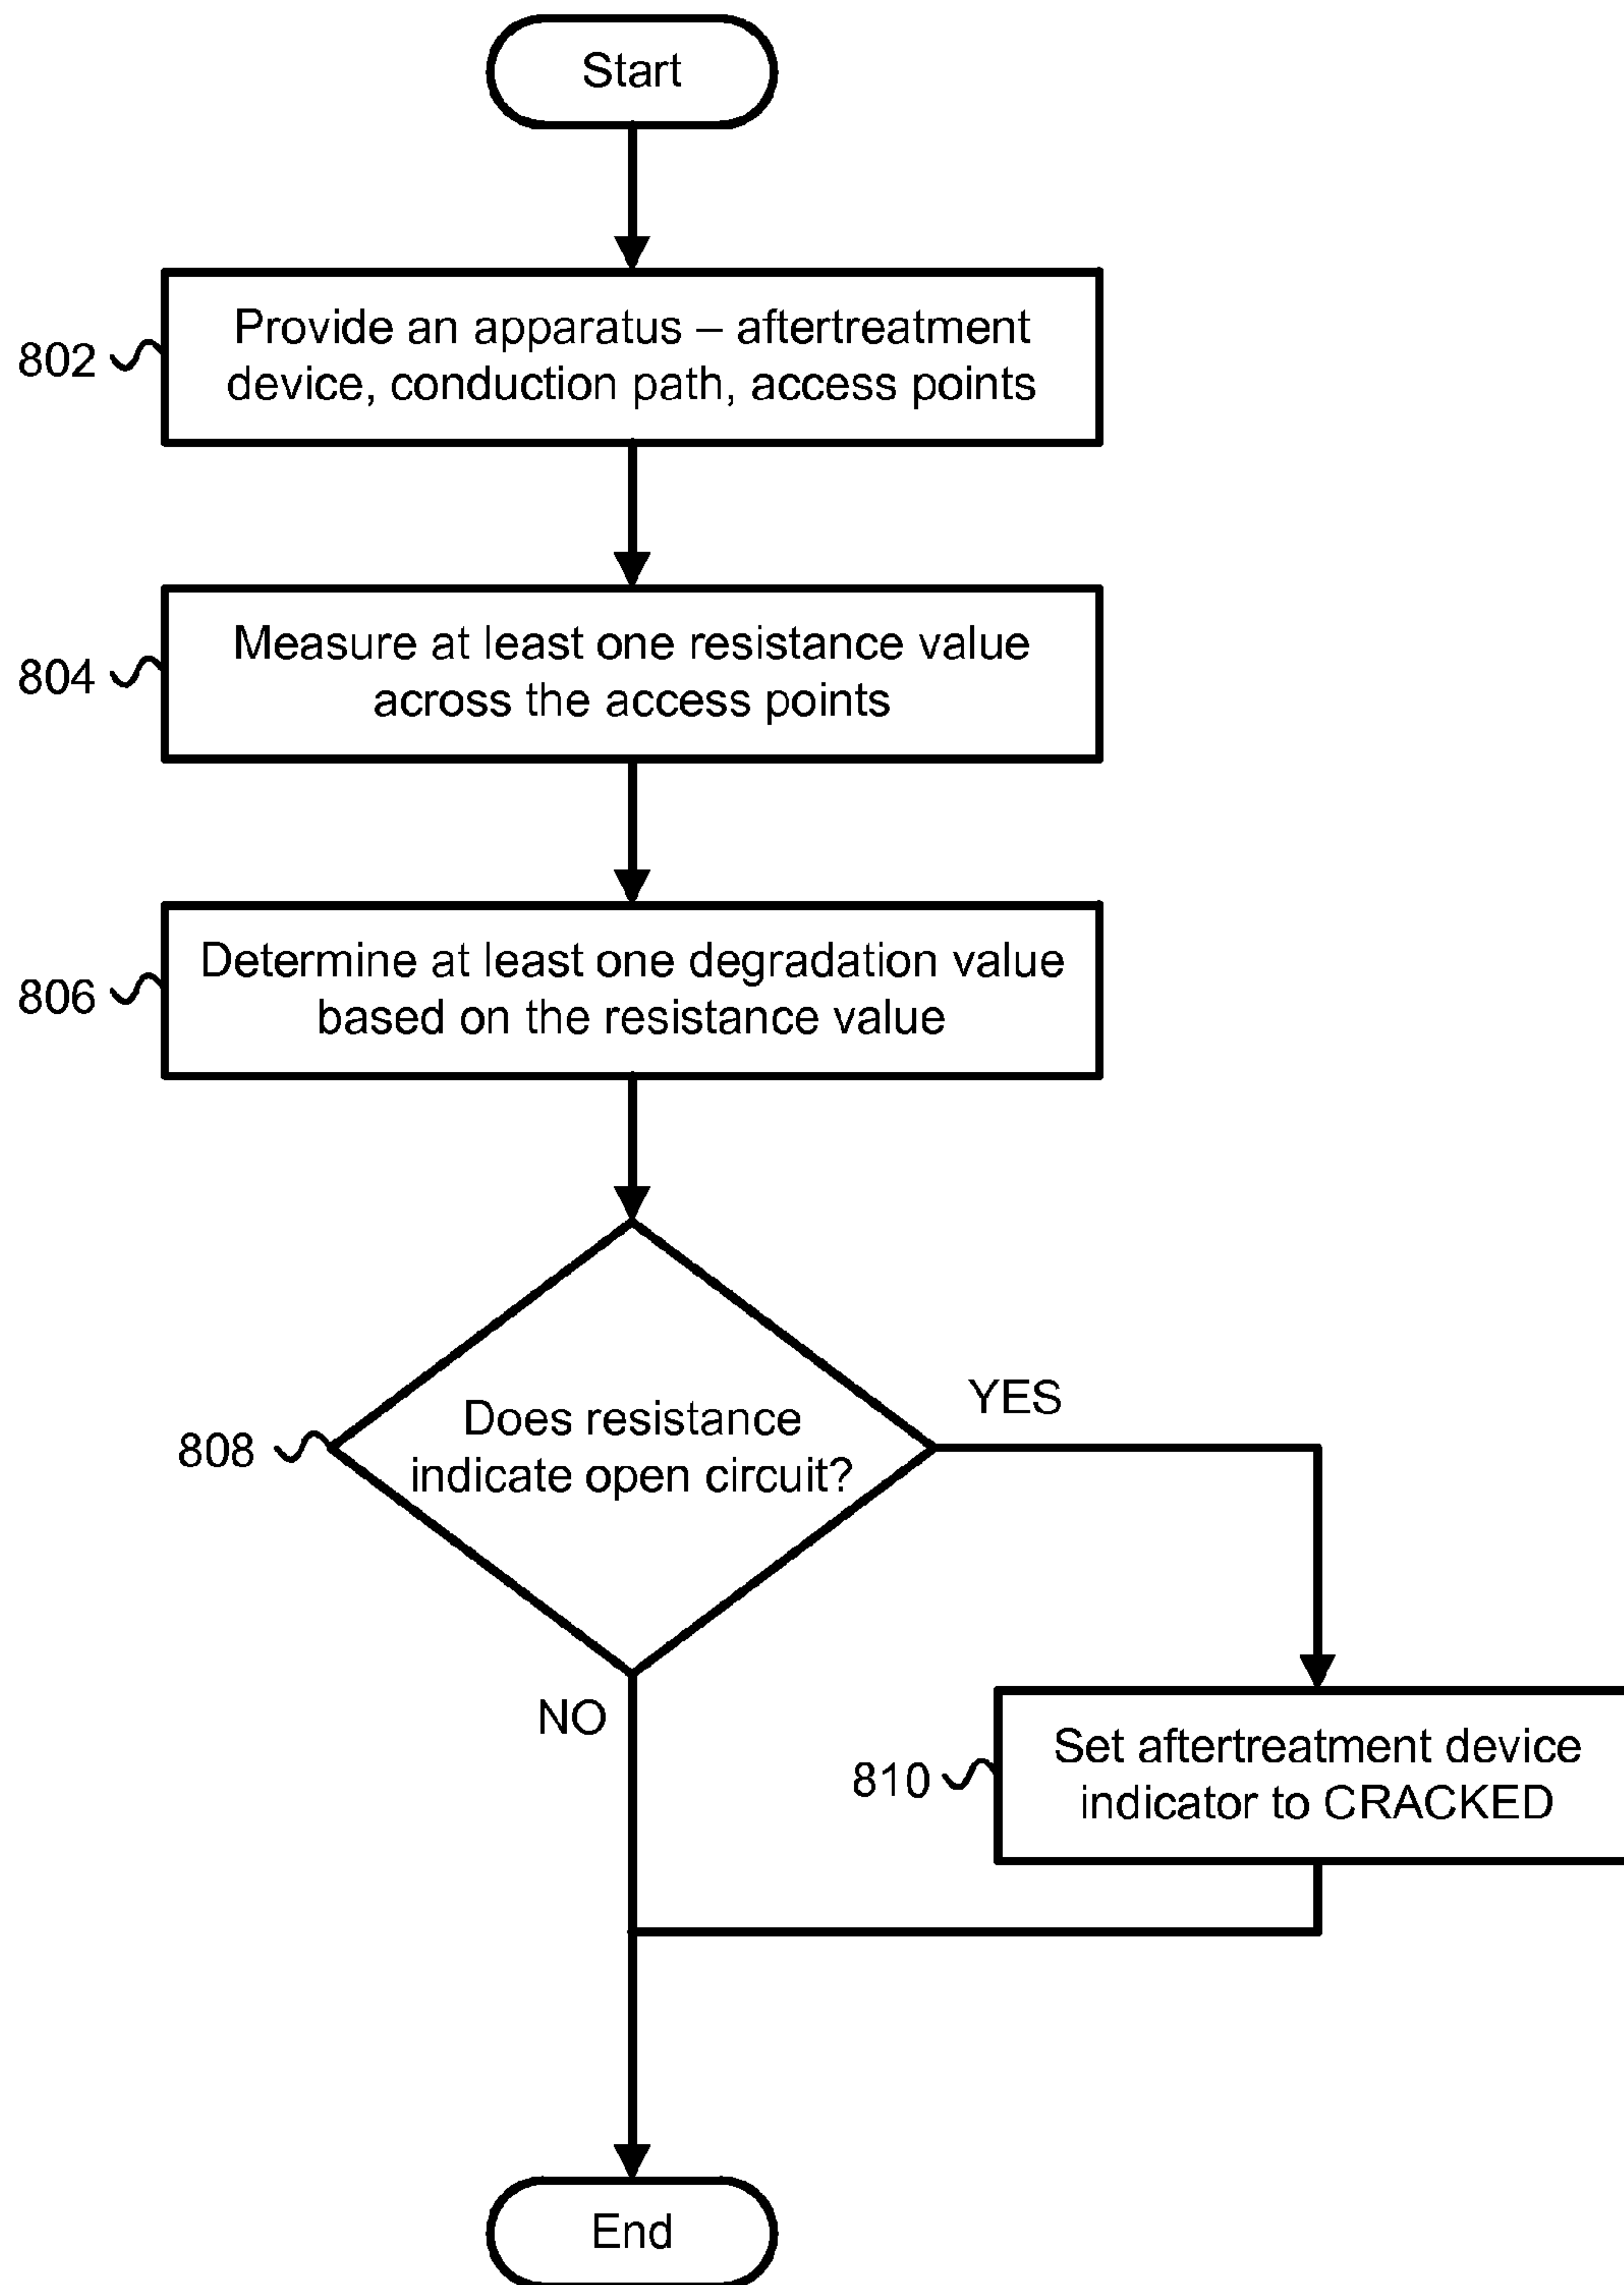 Start
802
Provide an apparatus – aftertreatment
device, conduction path, access points
804
Measure at least one resistance value
across the access points
806
Determine at least one degradation value
based on the resistance value
808
Does resistance
indicate open circuit?
YES
NO
810
Set aftertreatment device
indicator to CRACKED
End